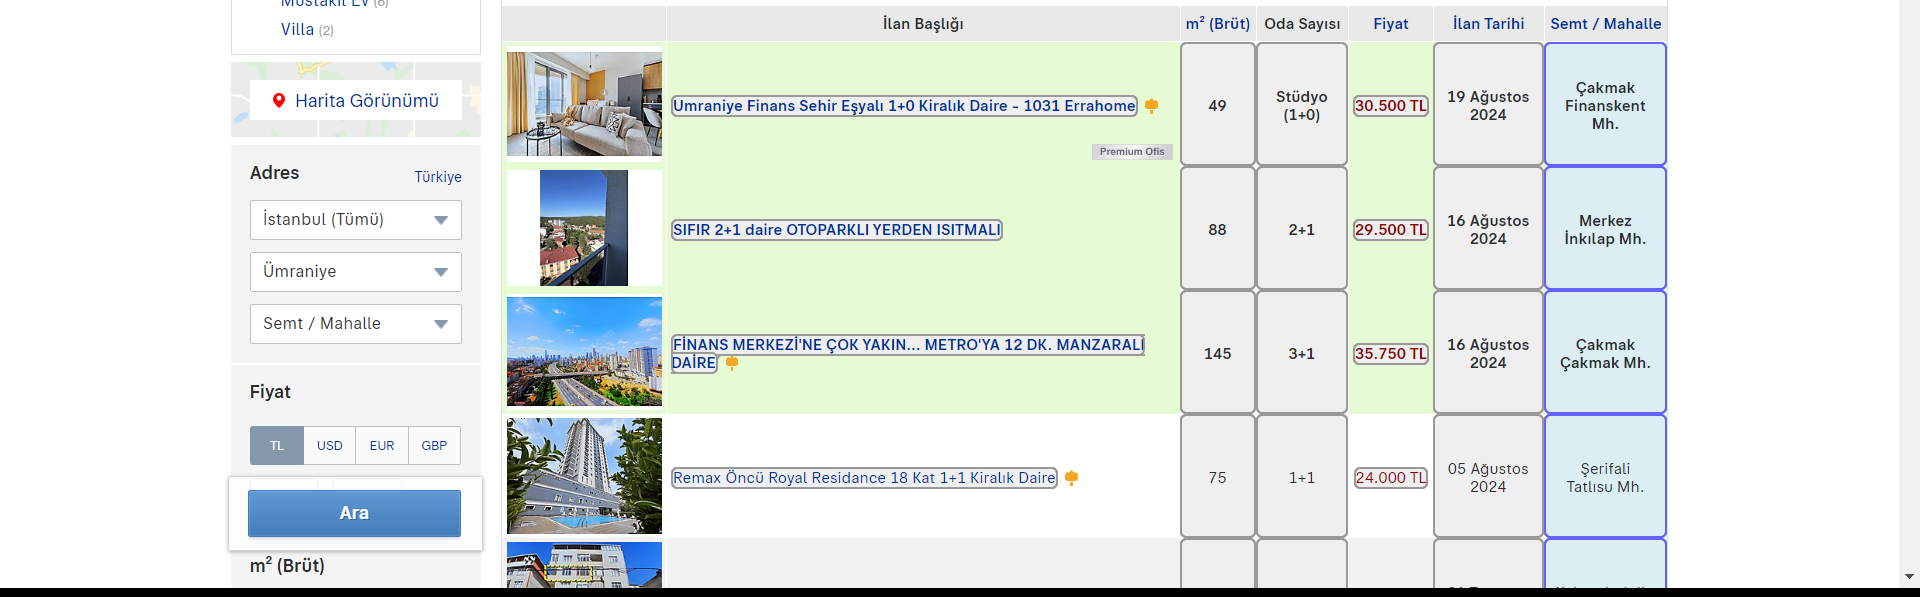 Müstakil Ev (6)
Villa (2)
Harita Görünümü
Adres
Türkiye
İstanbul (Tümü)
Ümraniye
Semt / Mahalle
Fiyat
TL USD EUR GBP
Ara
m² (Brüt)
İlan Başlığı m² (Brüt) Oda Sayısı Fiyat İlan Tarihi Semt / Mahalle
Umraniye Finans Sehir Eşyalı 1+0 Kiralık Daire - 1031 Errahome
Premium Ofis
49
Stüdyo
(1+0)
30.500 TL
19 Ağustos
2024
Çakmak
Finanskent
Mh.
SIFIR 2+1 daire OTOPARKLI YERDEN ISITMALI
88
2+1
29.500 TL
16 Ağustos
2024
Merkez
İnkılap Mh.
FİNANS MERKEZİ'NE ÇOK YAKIN... METRO'YA 12 DK. MANZARALI
DAİRE
145
3+1
35.750 TL
16 Ağustos
2024
Çakmak
Çakmak Mh.
Remax Öncü Royal Residance 18 Kat 1+1 Kiralık Daire
75
1+1
24.000 TL
05 Ağustos
2024
Şerifali
Tatlısu Mh.